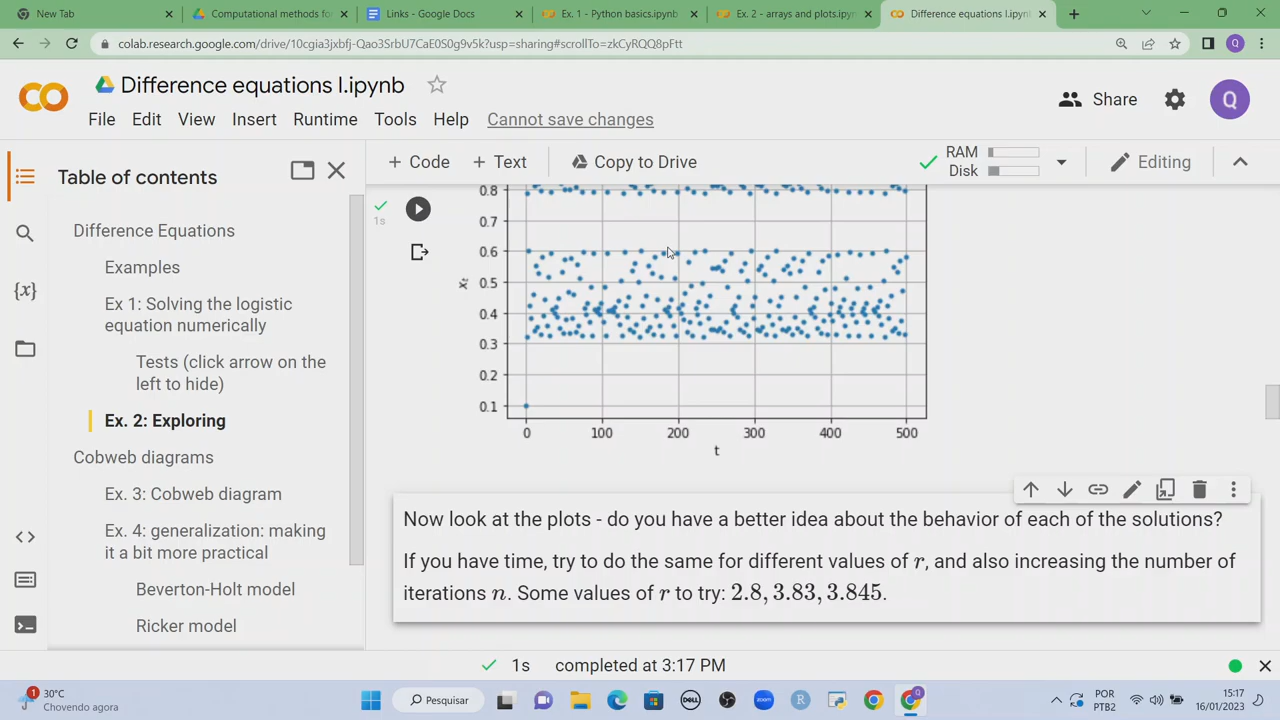 New Tab
Computational methods for
Links - Google Docs
Ex. 1 - Python basics.ipynb
Ex. 2 - arrays and plots.ipynb
Difference equations I.ipynb
colab.research.google.com/drive/10cgia3jxbfj-Qao3SrbU7CaE0S0g9v5k?usp=sharing#scrollTo=zkCyRQQ8pFtt
Q
CO
Difference equations I.ipynb
Share
Q
File Edit View Insert Runtime Tools Help Cannot save changes
Table of contents
+ Code + Text
Copy to Drive
RAM
Disk
Editing
Difference Equations
Examples
Ex 1: Solving the logistic
equation numerically
Tests (click arrow on the
left to hide)
Ex. 2: Exploring
Cobweb diagrams
Ex. 3: Cobweb diagram
Ex. 4: generalization: making
it a bit more practical
Beverton-Holt model
Ricker model
{x}
1s
0.8
0.7
0.6
0.5
0.4
0.3
0.2
0.1
xₜ
0 100 200 300 400 500
t
Now look at the plots - do you have a better idea about the behavior of each of the solutions?
If you have time, try to do the same for different values of r, and also increasing the number of
iterations n. Some values of r to try: 2.8, 3.83, 3.845.
1s completed at 3:17 PM
1
30°C
Chovendo agora
Pesquisar
DELL
zoom
R
POR
PTB2
15:17
16/01/2023